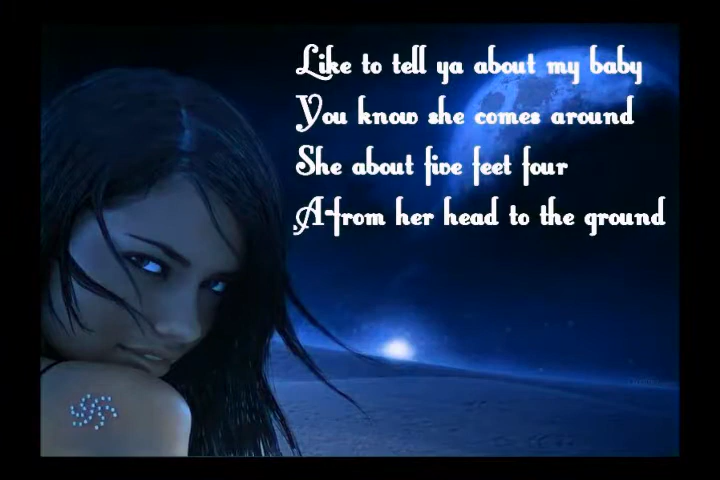 Like to tell ya about my baby
You know she comes around
She about five feet four
A-from her head to the ground